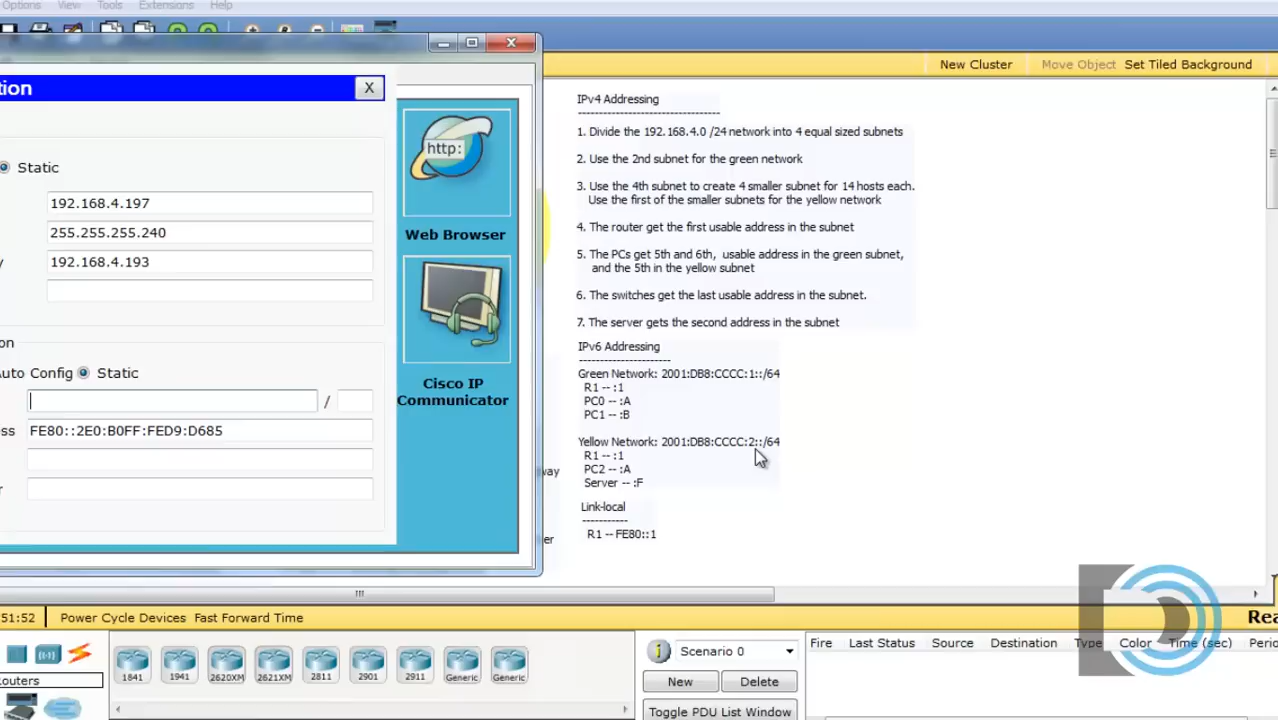 Options View Tools Extensions Help
New Cluster Move Object Set Tiled Background
tion X
Static
192.168.4.197
255.255.255.240
y 192.168.4.193
on
Auto Config Static
/
ss FE80::2E0:B0FF:FED9:D685
r
http:
Web Browser
Cisco IP
Communicator
IPv4 Addressing
----------------------------------
1. Divide the 192.168.4.0 /24 network into 4 equal sized subnets
2. Use the 2nd subnet for the green network
3. Use the 4th subnet to create 4 smaller subnet for 14 hosts each.
Use the first of the smaller subnets for the yellow network
4. The router get the first usable address in the subnet
5. The PCs get 5th and 6th, usable address in the green subnet,
and the 5th in the yellow subnet
6. The switches get the last usable address in the subnet.
7. The server gets the second address in the subnet
IPv6 Addressing
----------------------
Green Network: 2001:DB8:CCCC:1::/64
R1 -- :1
PC0 -- :A
PC1 -- :B
Yellow Network: 2001:DB8:CCCC:2::/64
R1 -- :1
PC2 -- :A
Server -- :F
Link-local
-----------
R1 -- FE80::1
way
er
51:52 Power Cycle Devices Fast Forward Time Rea
Routers
1841 1941 2620XM 2621XM 2811 2901 2911 Generic Generic
Scenario 0
New Delete
Toggle PDU List Window
Fire Last Status Source Destination Type Color Time (sec) Perio